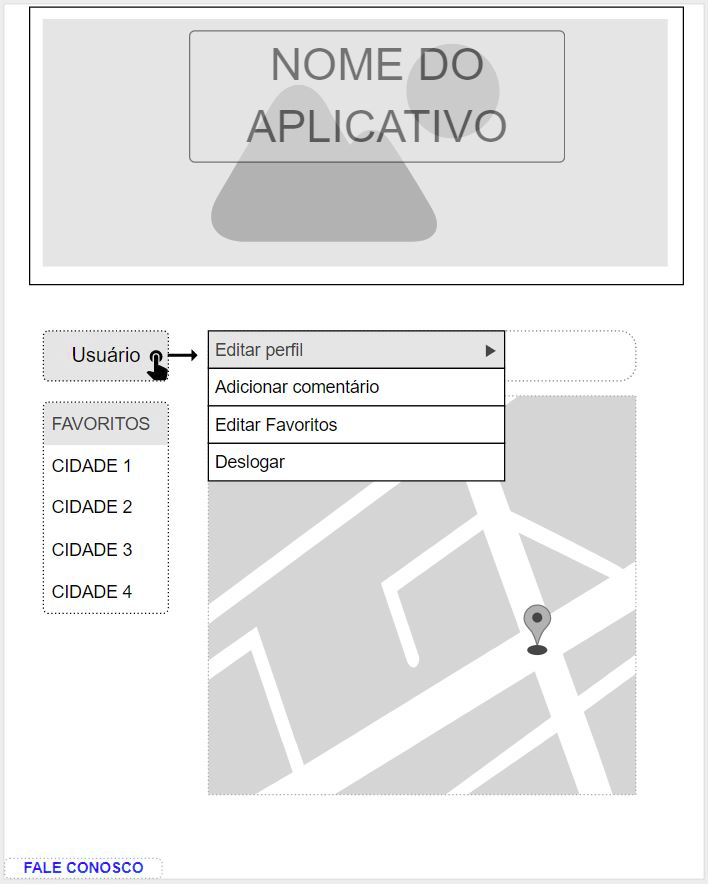 NOME DO
APLICATIVO
Usuário
Editar perfil
Adicionar comentário
Editar Favoritos
Deslogar
FAVORITOS
CIDADE 1
CIDADE 2
CIDADE 3
CIDADE 4
FALE CONOSCO